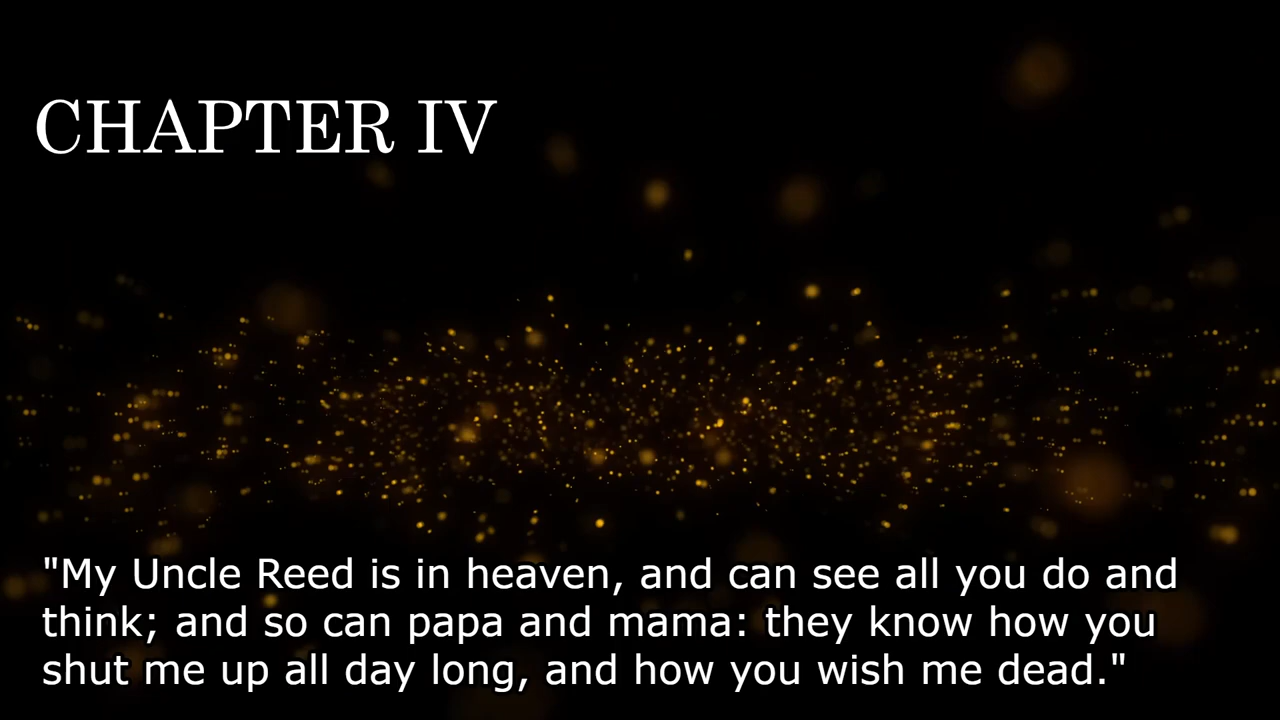 CHAPTER IV
"My Uncle Reed is in heaven, and can see all you do and
think; and so can papa and mama: they know how you
shut me up all day long, and how you wish me dead."